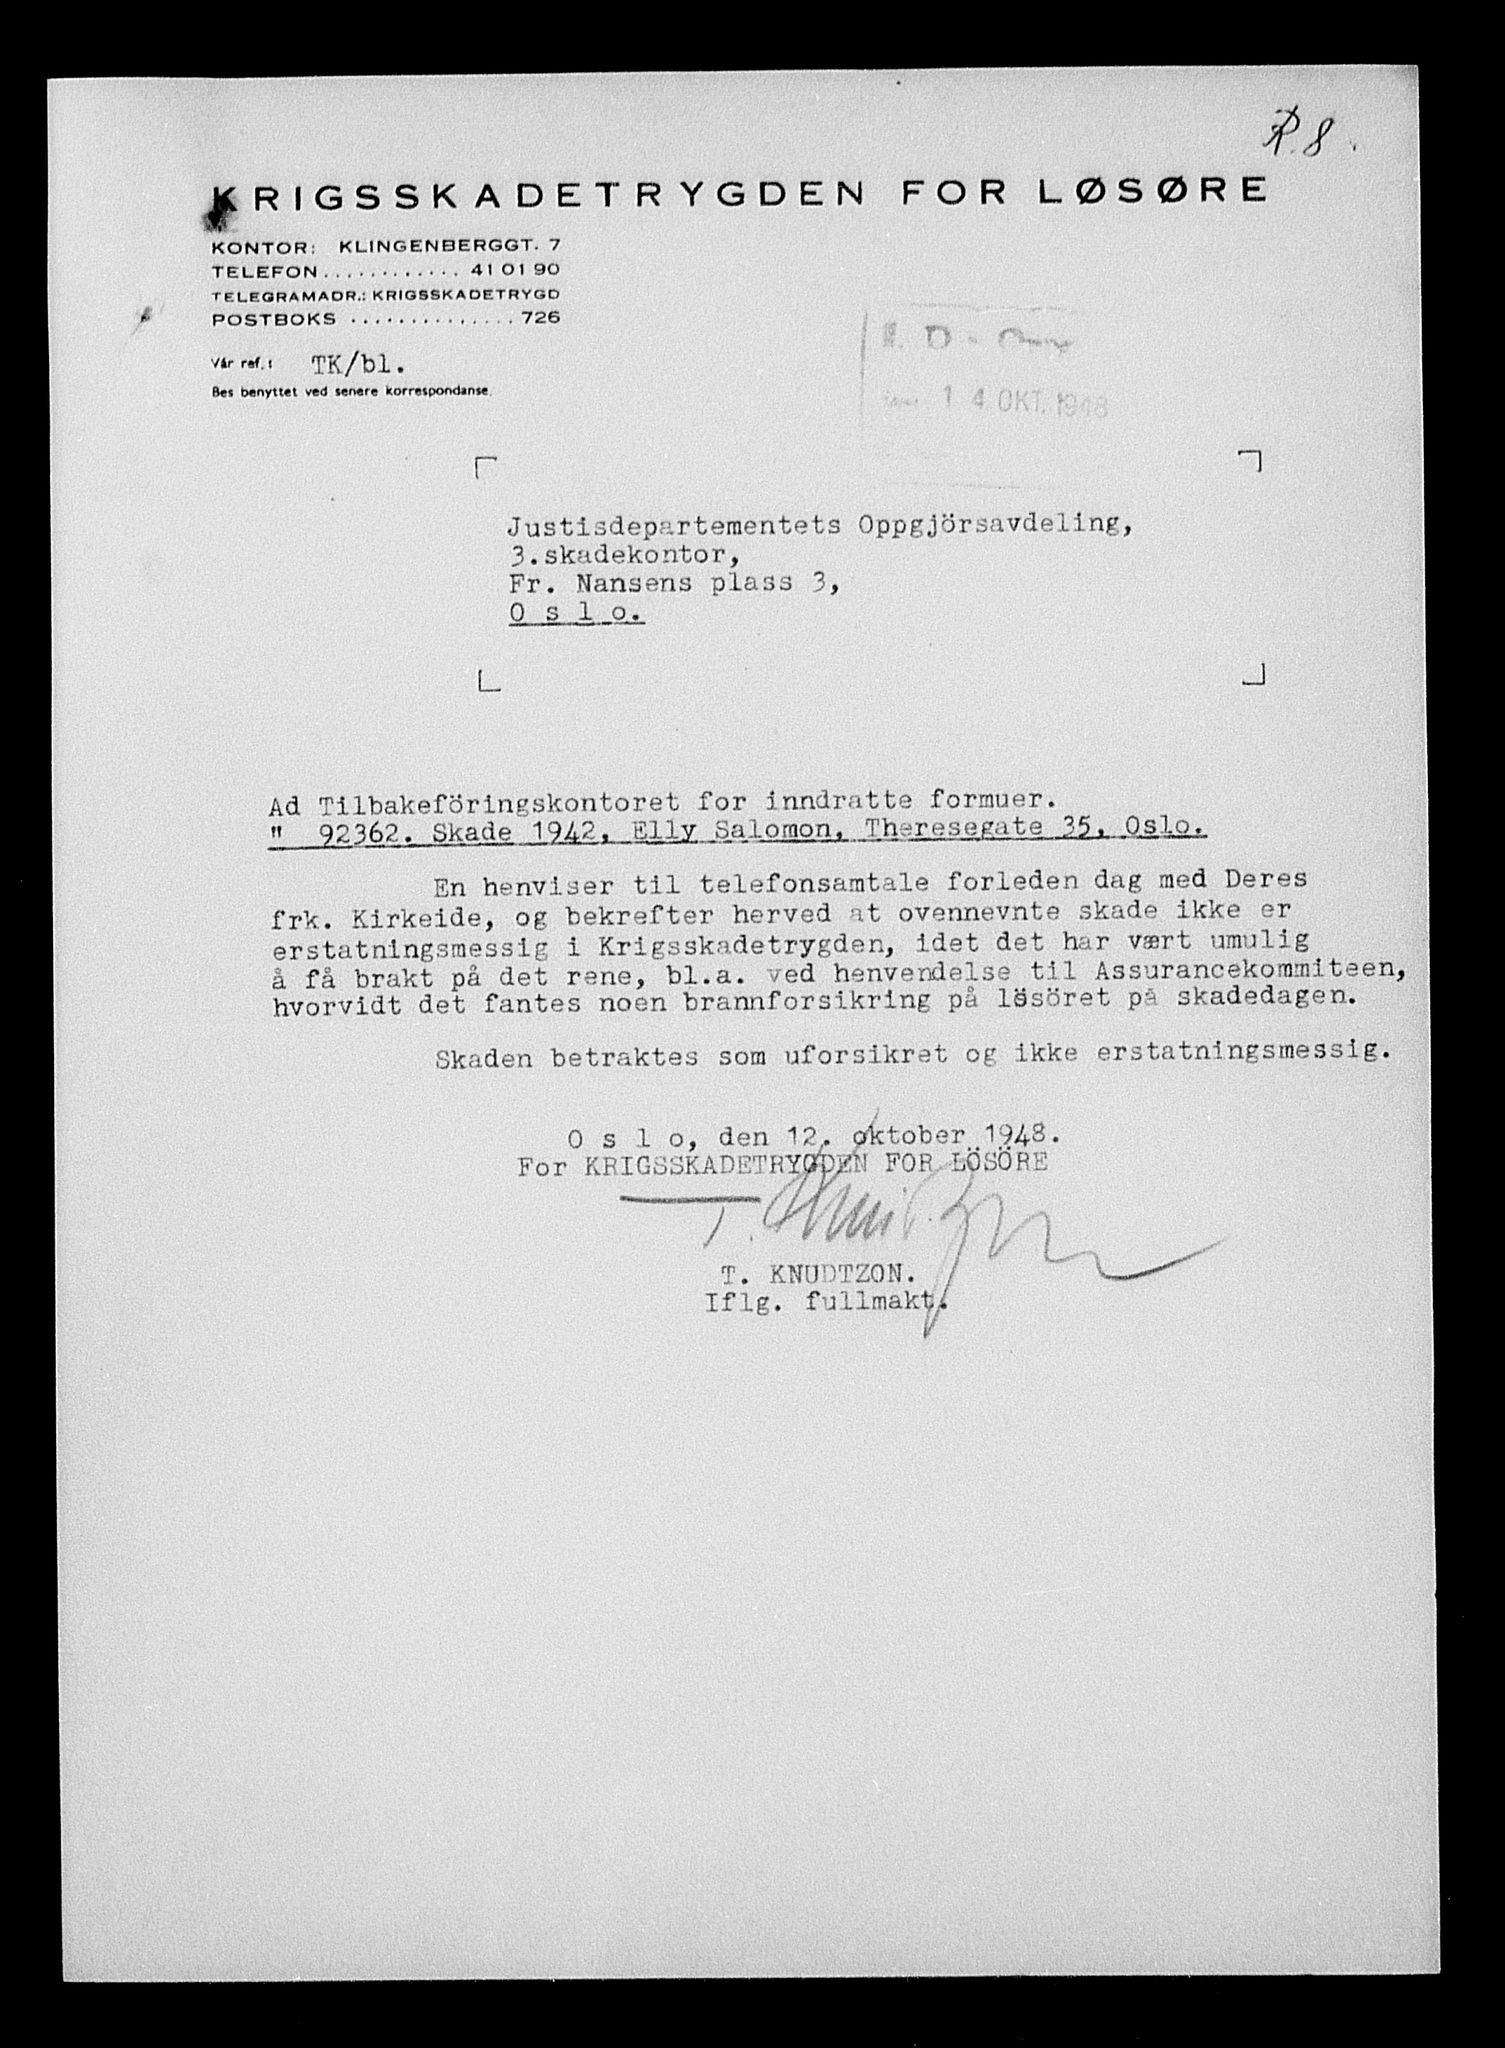 R. 8.
KRIGSSKADETRYGDEN FOR LØSØRE
KONTOR: KLINGENBERGGT. 7
TELEFON............ 41 01 90
TELEGRAMADR.: KRIGSSKADETRYGD
POSTBOKS .............. 726
Vår ref.: TK/bl.
Bes benyttet ved senere korrespondanse.
14 OKT. 1948
Justisdepartementets Oppgjörsavdeling,
3.skadekontor,
Fr. Nansens plass 3,
O s l o.
Ad Tilbakeföringskontoret for inndratte formuer.
" 92362. Skade 1942, Elly Salomon, Theresegate 35, Oslo.
En henviser til telefonsamtale forleden dag med Deres
frk. Kirkeide, og bekrefter herved at ovennevnte skade ikke er
erstatningsmessig i Krigsskadetrygden, idet det har vært umulig
å få brakt på det rene, bl.a. ved henvendelse til Assurancekommiteen,
hvorvidt det fantes noen brannforsikring på lösöret på skadedagen.
Skaden betraktes som uforsikret og ikke erstatningsmessig.
O s l o, den 12. oktober 1948.
For KRIGSSKADETRYGDEN FOR LÖSÖRE
T. Knudtzon
T. KNUDTZON.
Iflg. fullmakt.